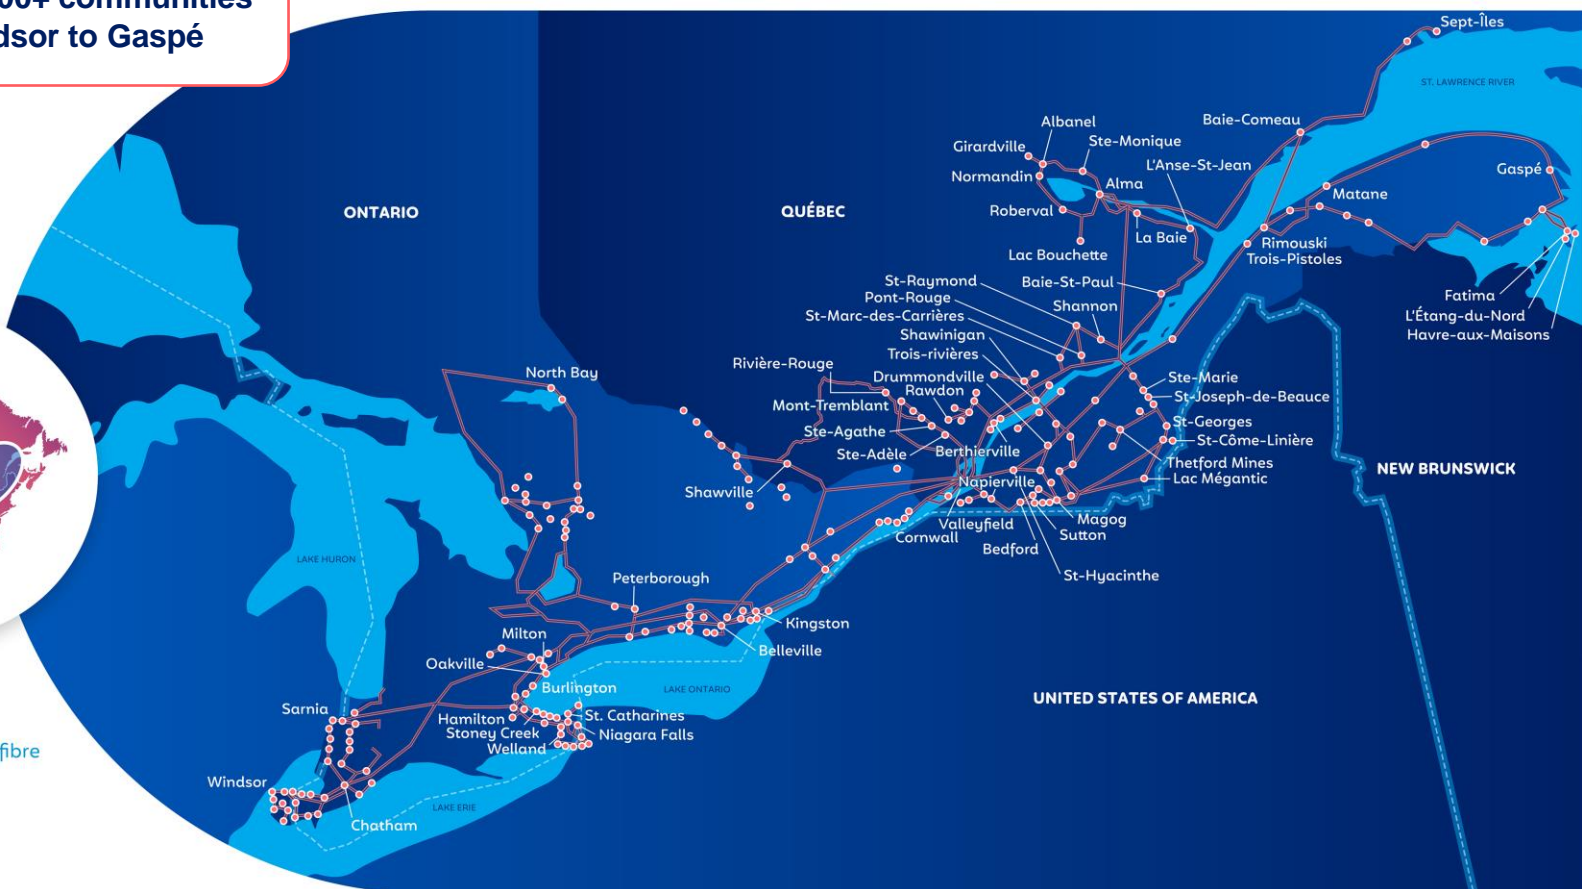 00+ communities
dsor to Gaspé
fibre
Sept-Îles
ST. LAWRENCE RIVER
Baie-Comeau
Albanel
Girardville
Ste-Monique
L'Anse-St-Jean
Normandin
Alma
Gaspé
Matane
ONTARIO
QUÉBEC
Roberval
La Baie
Lac Bouchette
Rimouski
Trois-Pistoles
St-Raymond
Baie-St-Paul
Pont-Rouge
Shannon
St-Marc-des-Carrières
Fatima
L'Étang-du-Nord
Havre-aux-Maisons
Shawinigan
Trois-rivières
Rivière-Rouge
North Bay
Drummondville
Rawdon
Ste-Marie
St-Joseph-de-Beauce
Mont-Tremblant
St-Georges
Ste-Agathe
St-Côme-Linière
Ste-Adèle
Berthierville
Thetford Mines
NEW BRUNSWICK
Lac Mégantic
Napierville
Shawville
Magog
Valleyfield
Sutton
Cornwall
Bedford
LAKE HURON
St-Hyacinthe
Peterborough
Kingston
Milton
Belleville
Oakville
Burlington
LAKE ONTARIO
UNITED STATES OF AMERICA
Sarnia
Hamilton
St. Catharines
Stoney Creek
Niagara Falls
Welland
Windsor
LAKE ERIE
Chatham